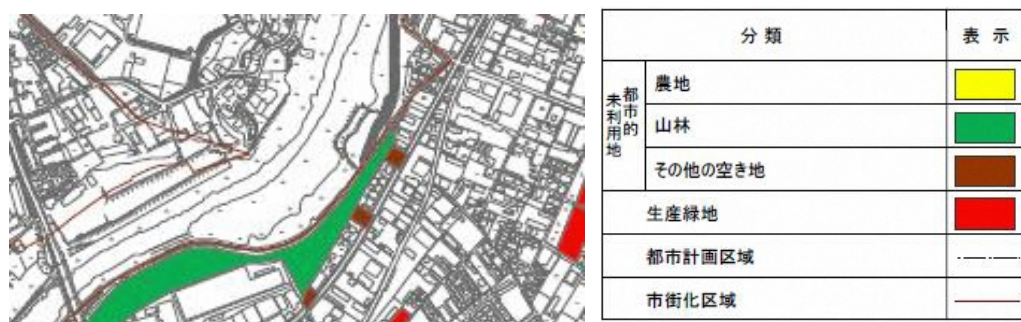 分 類
表 示
都市的
未利用地
農地
山林
その他の空き地
生産緑地
都市計画区域
市街化区域